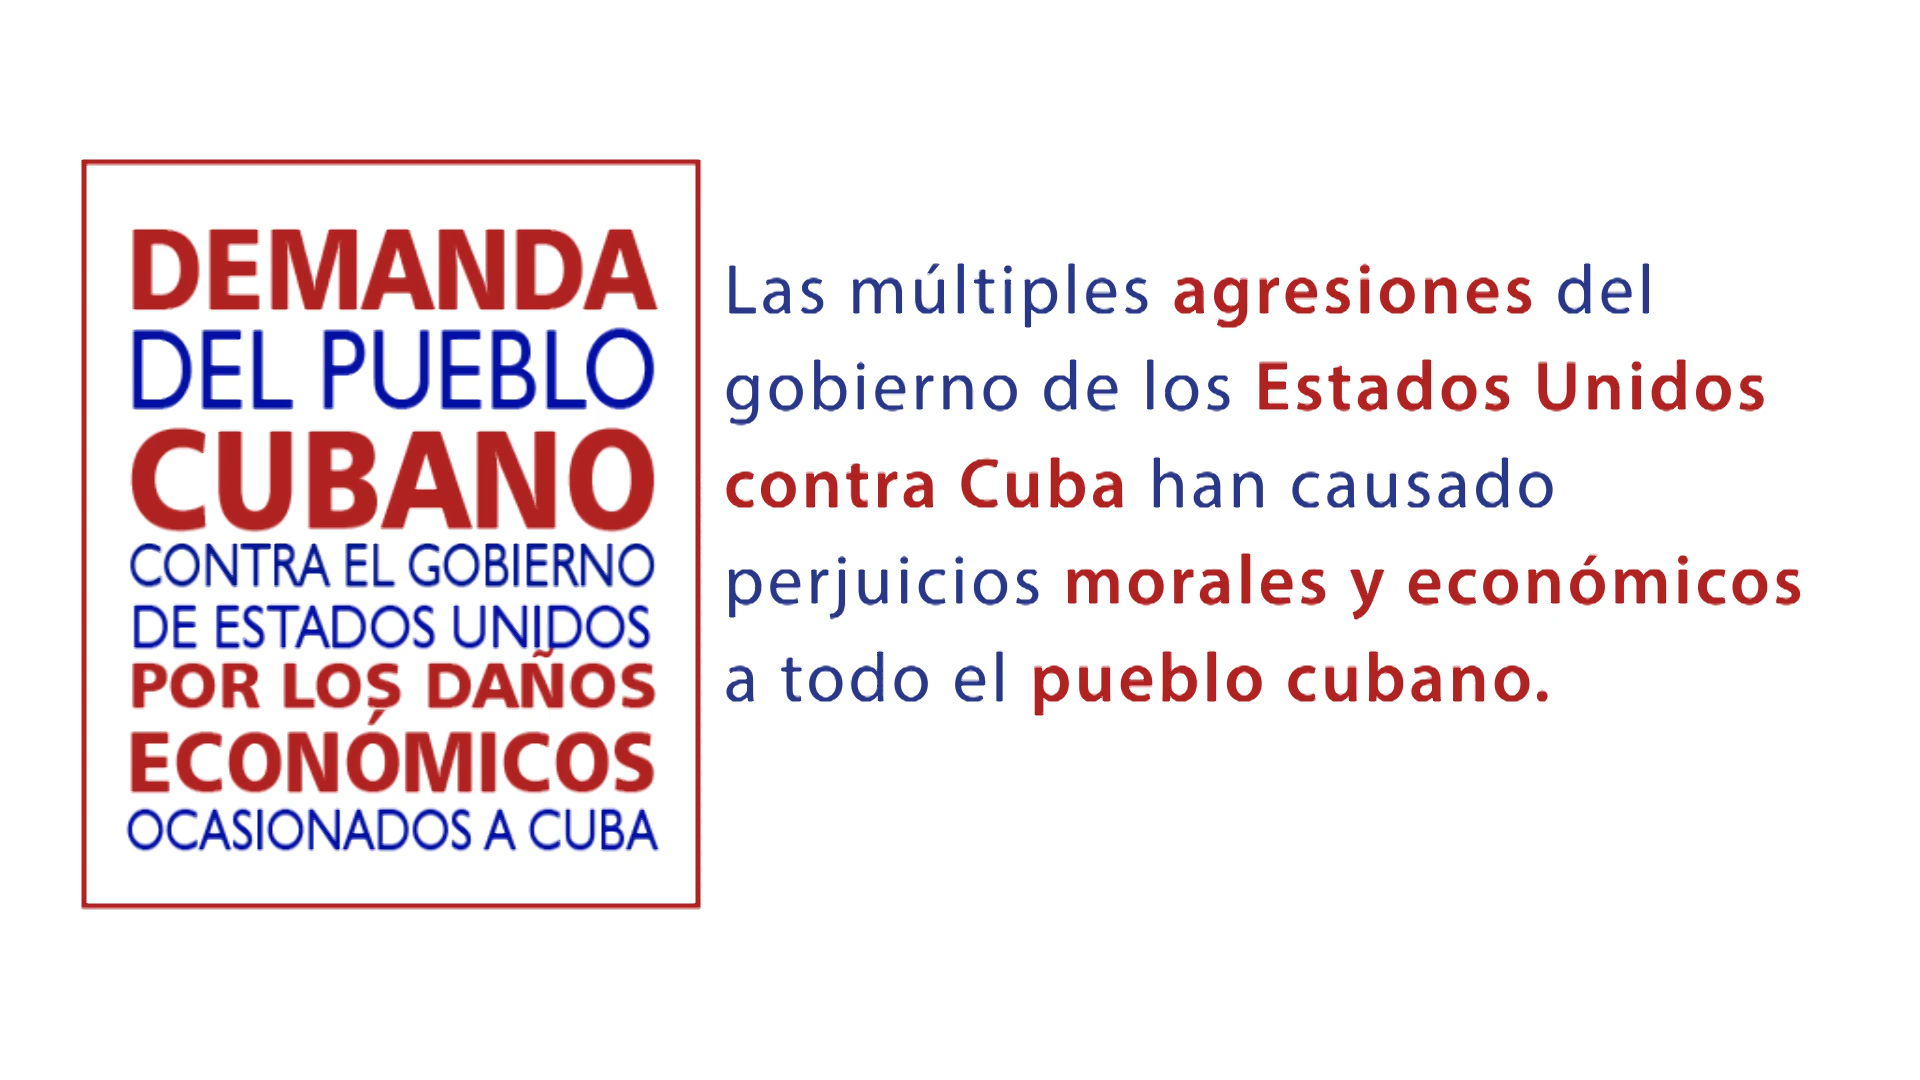 DEMANDA
DEL PUEBLO
CUBANO
CONTRA EL GOBIERNO
DE ESTADOS UNIDOS
POR LOS DAÑOS
ECONÓMICOS
OCASIONADOS A CUBA
Las múltiples agresiones del
gobierno de los Estados Unidos
contra Cuba han causado
perjuicios morales y económicos
a todo el pueblo cubano.